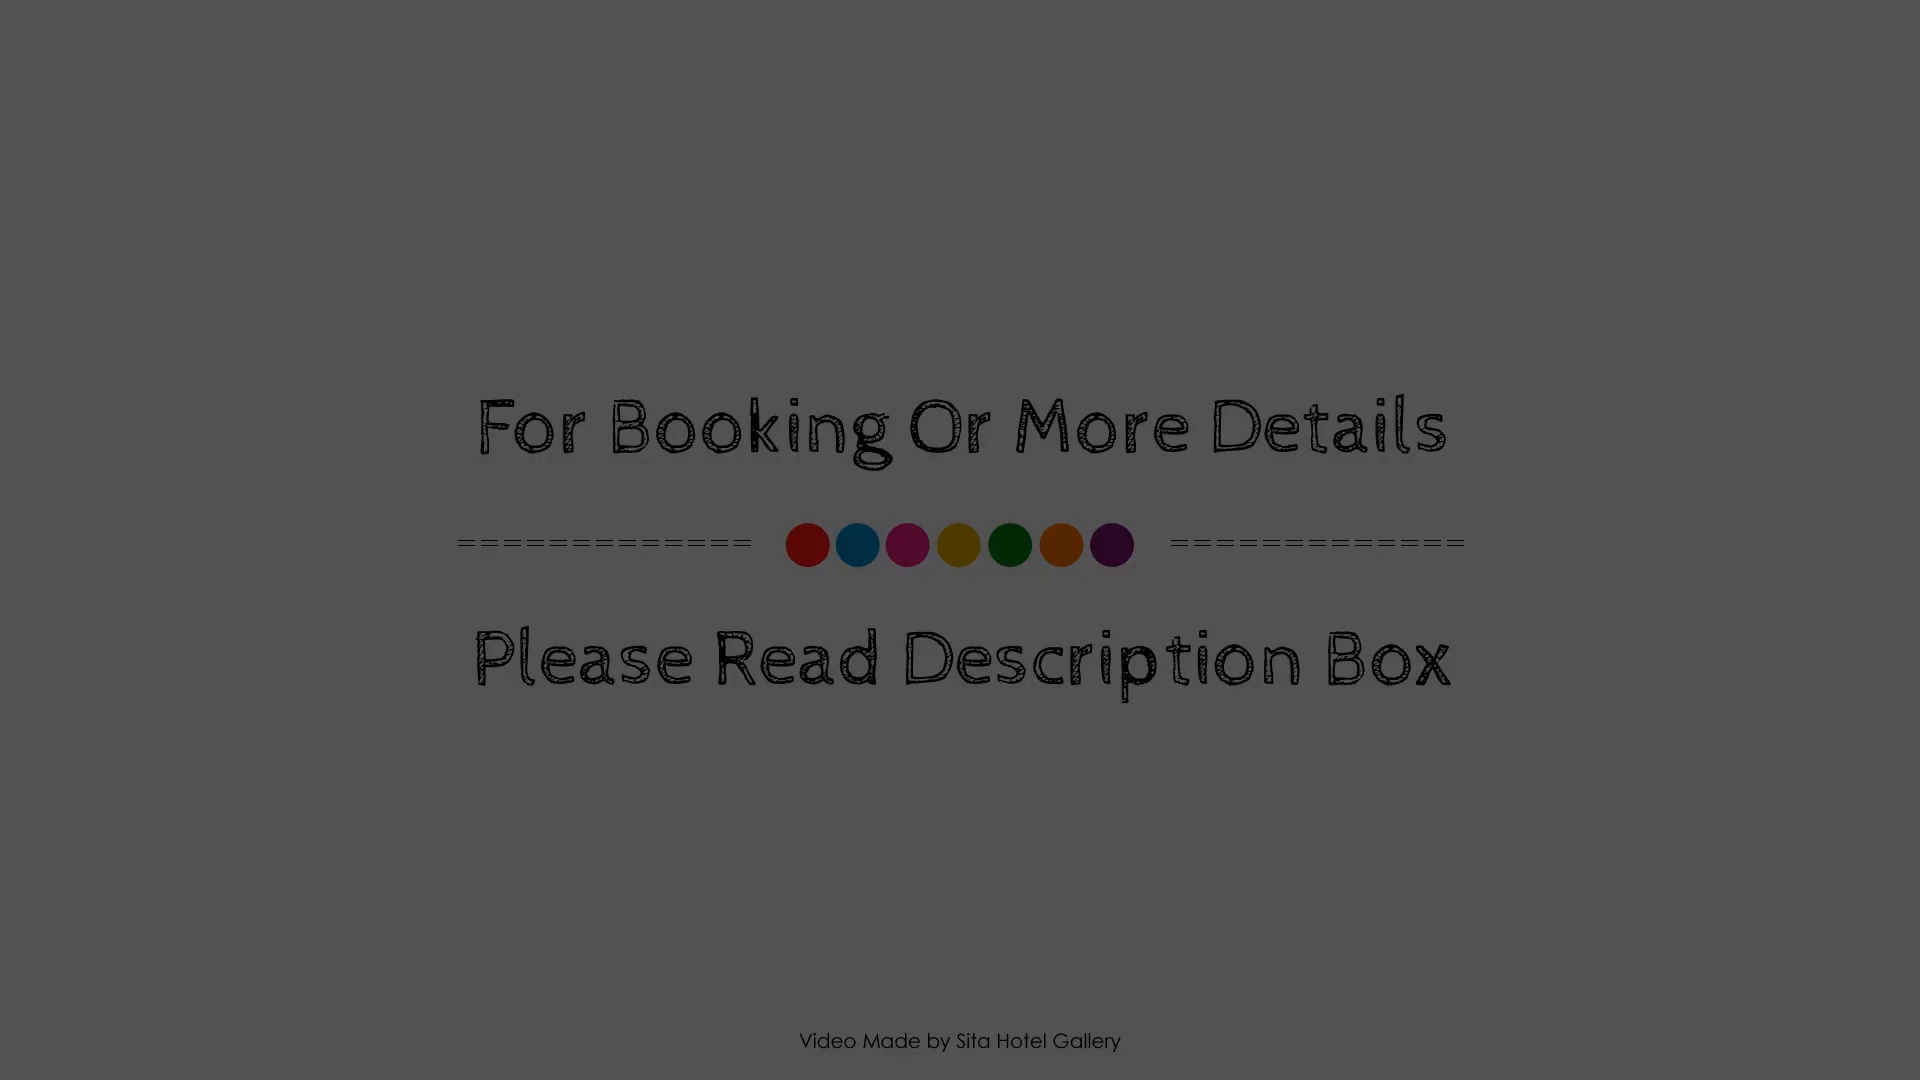 For Booking Or More Details
============= =============
Please Read Description Box
Video Made by Sita Hotel Gallery